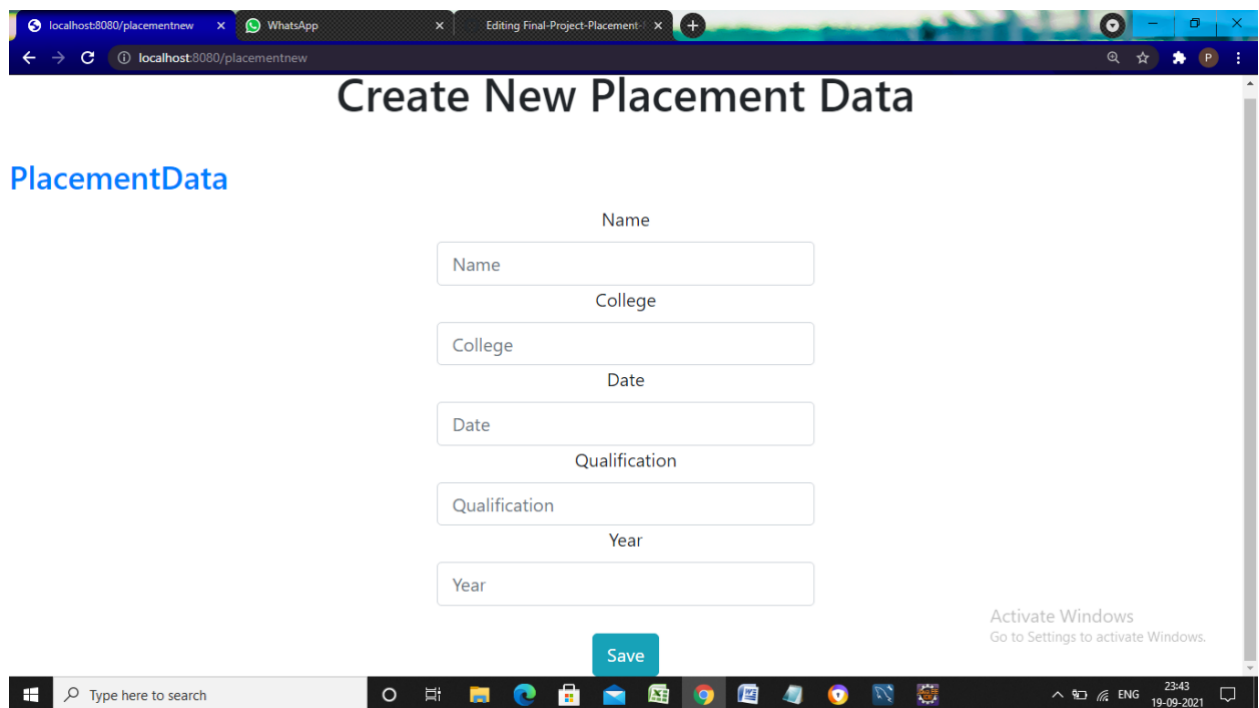 localhost:8080/placementnew
WhatsApp
Editing Final-Project-Placement-
localhost:8080/placementnew
P
Create New Placement Data
PlacementData
Name
Name
College
College
Date
Date
Qualification
Qualification
Year
Year
Activate Windows
Go to Settings to activate Windows.
Save
Type here to search
ENG
23:43
19-09-2021